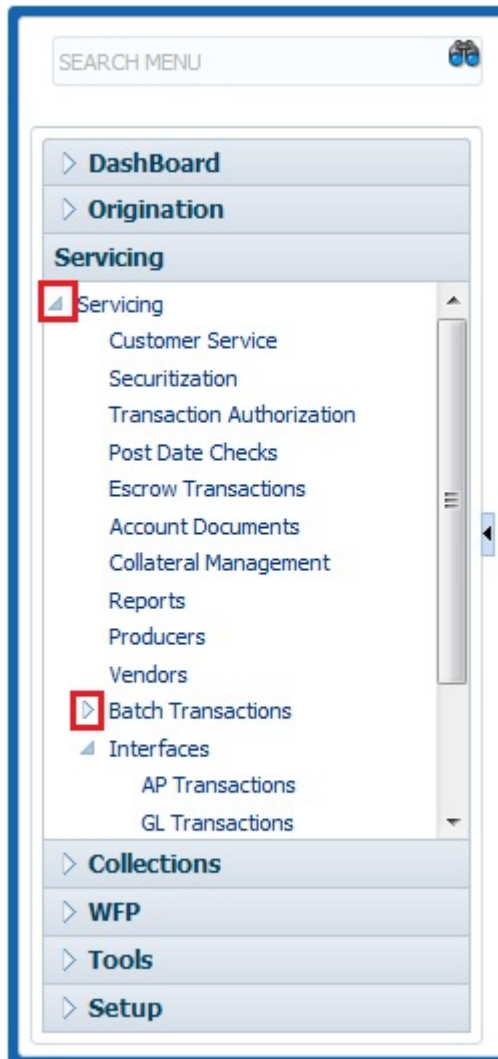 SEARCH MENU
DashBoard
Origination
Servicing
Servicing
Customer Service
Securitization
Transaction Authorization
Post Date Checks
Escrow Transactions
Account Documents
Collateral Management
Reports
Producers
Vendors
Batch Transactions
Interfaces
AP Transactions
GL Transactions
Collections
WFP
Tools
Setup